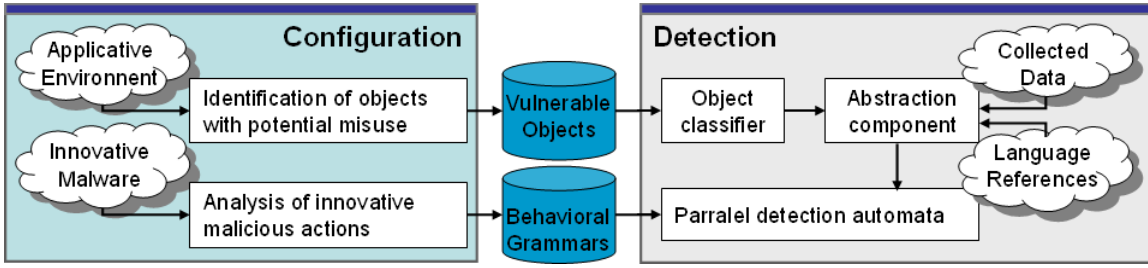 Configuration
Applicative
Environnent
Identification of objects
with potential misuse
Innovative
Malware
Analysis of innovative
malicious actions
Vulnerable
Objects
Behavioral
Grammars
Detection
Collected
Data
Object
classifier
Abstraction
component
Language
References
Parralel detection automata